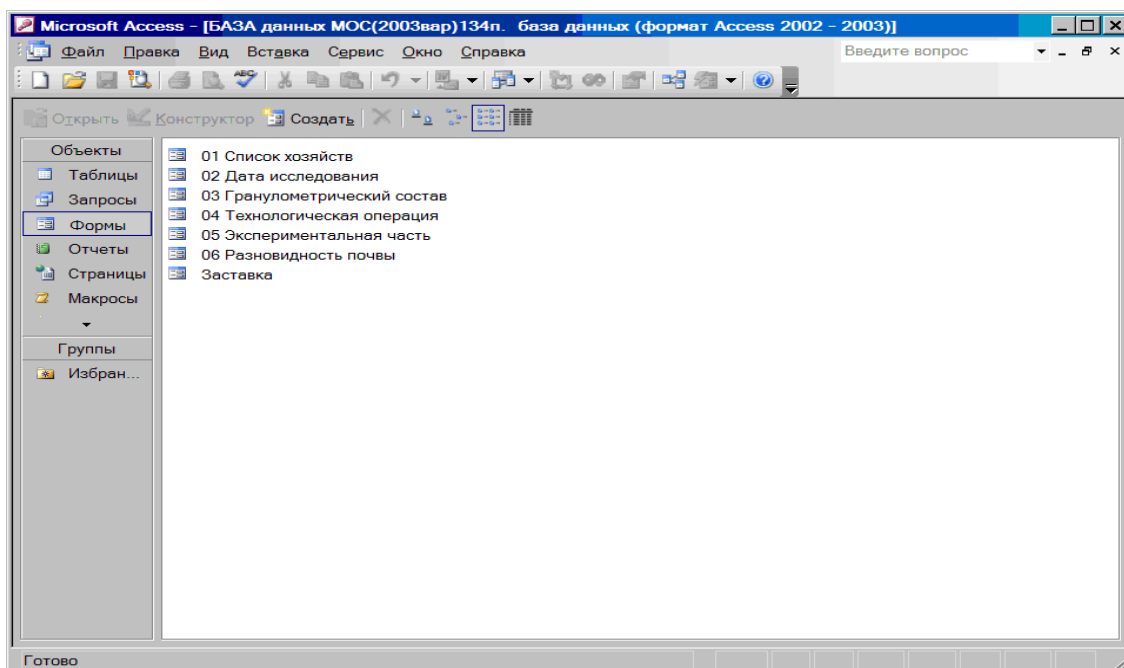 Microsoft Access - [БАЗА данных МОС(2003вар)134п. база данных (формат Access 2002 - 2003)]
Файл Правка Вид Вставка Сервис Окно Справка Введите вопрос
Открыть Конструктор Создать
Объекты
Таблицы
Запросы
Формы
Отчеты
Страницы
Макросы
Группы
Избран...
01 Список хозяйств
02 Дата исследования
03 Гранулометрический состав
04 Технологическая операция
05 Экспериментальная часть
06 Разновидность почвы
Заставка
Готово